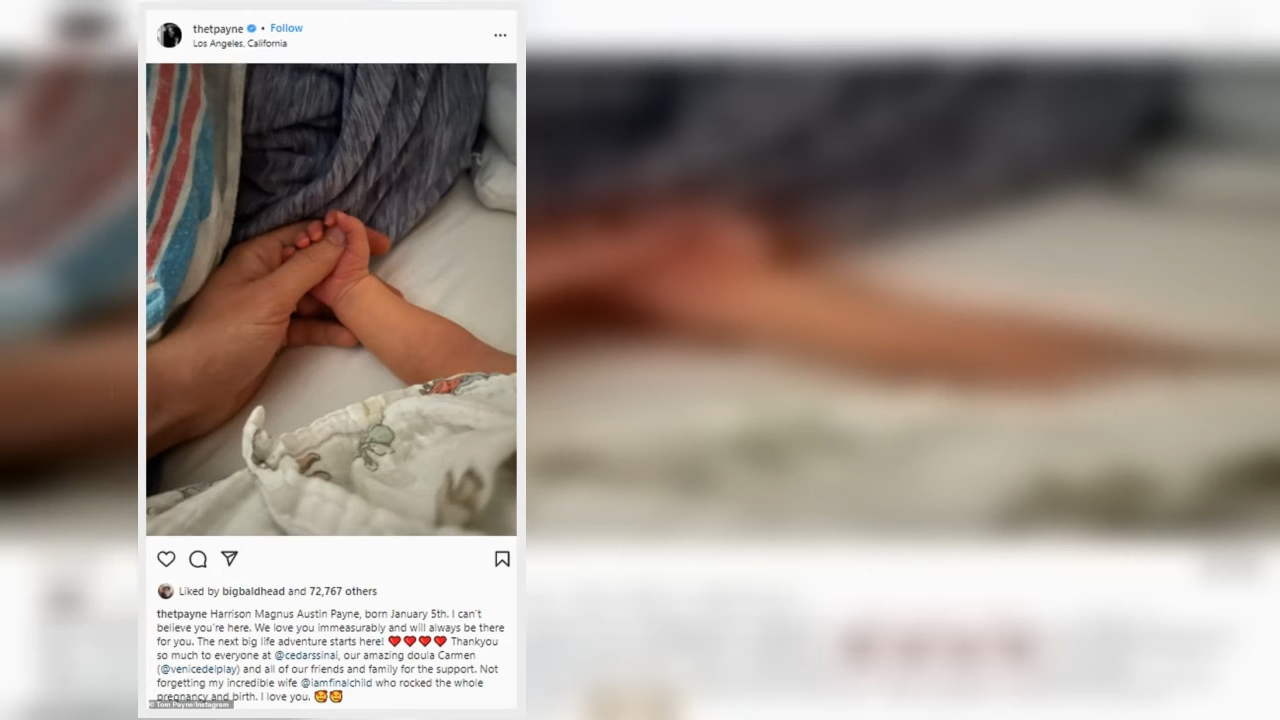 thetpayne • Follow
Los Angeles, California
Liked by bigbaldhead and 72,767 others
thetpayne Harrison Magnus Austin Payne, born January 5th. I can't
believe you're here. We love you immeasurably and will always be there
for you. The next big life adventure starts here! ❤️❤️❤️❤️ Thankyou
so much to everyone at @cedarssinai, our amazing doula Carmen
(@venicedelplay) and all of our friends and family for the support. Not
forgetting my incredible wife @iamfinalchild who rocked the whole
pregnancy and birth. I love you. 🥰🥰
© Tom Payne/Instagram